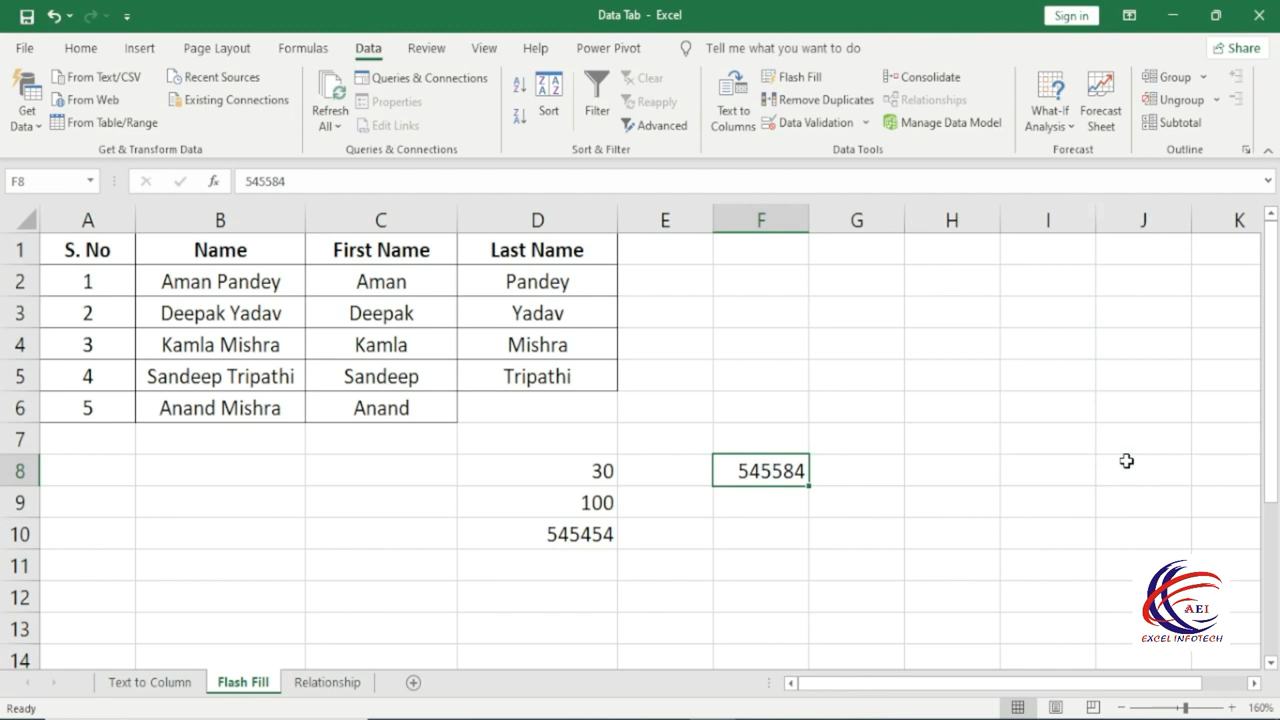 Data Tab - Excel
Sign in
File Home Insert Page Layout Formulas Data Review View Help Power Pivot Tell me what you want to do Share
Get Data
From Text/CSV
From Web
From Table/Range
Recent Sources
Existing Connections
Get & Transform Data
Refresh All
Queries & Connections
Properties
Edit Links
Queries & Connections
Sort
Filter
Clear
Reapply
Advanced
Sort & Filter
Text to Columns
Flash Fill
Remove Duplicates
Data Validation
Consolidate
Relationships
Manage Data Model
Data Tools
What-If Analysis
Forecast Sheet
Forecast
Group
Ungroup
Subtotal
Outline
F8 fx 545584
A B C D E F G H I J K
1 S. No Name First Name Last Name
2 1 Aman Pandey Aman Pandey
3 2 Deepak Yadav Deepak Yadav
4 3 Kamla Mishra Kamla Mishra
5 4 Sandeep Tripathi Sandeep Tripathi
6 5 Anand Mishra Anand
7
8 30 545584
9 100
10 545454
11
12
13
14
AEI
EXCEL INFOTECH
Text to Column Flash Fill Relationship
Ready 160%